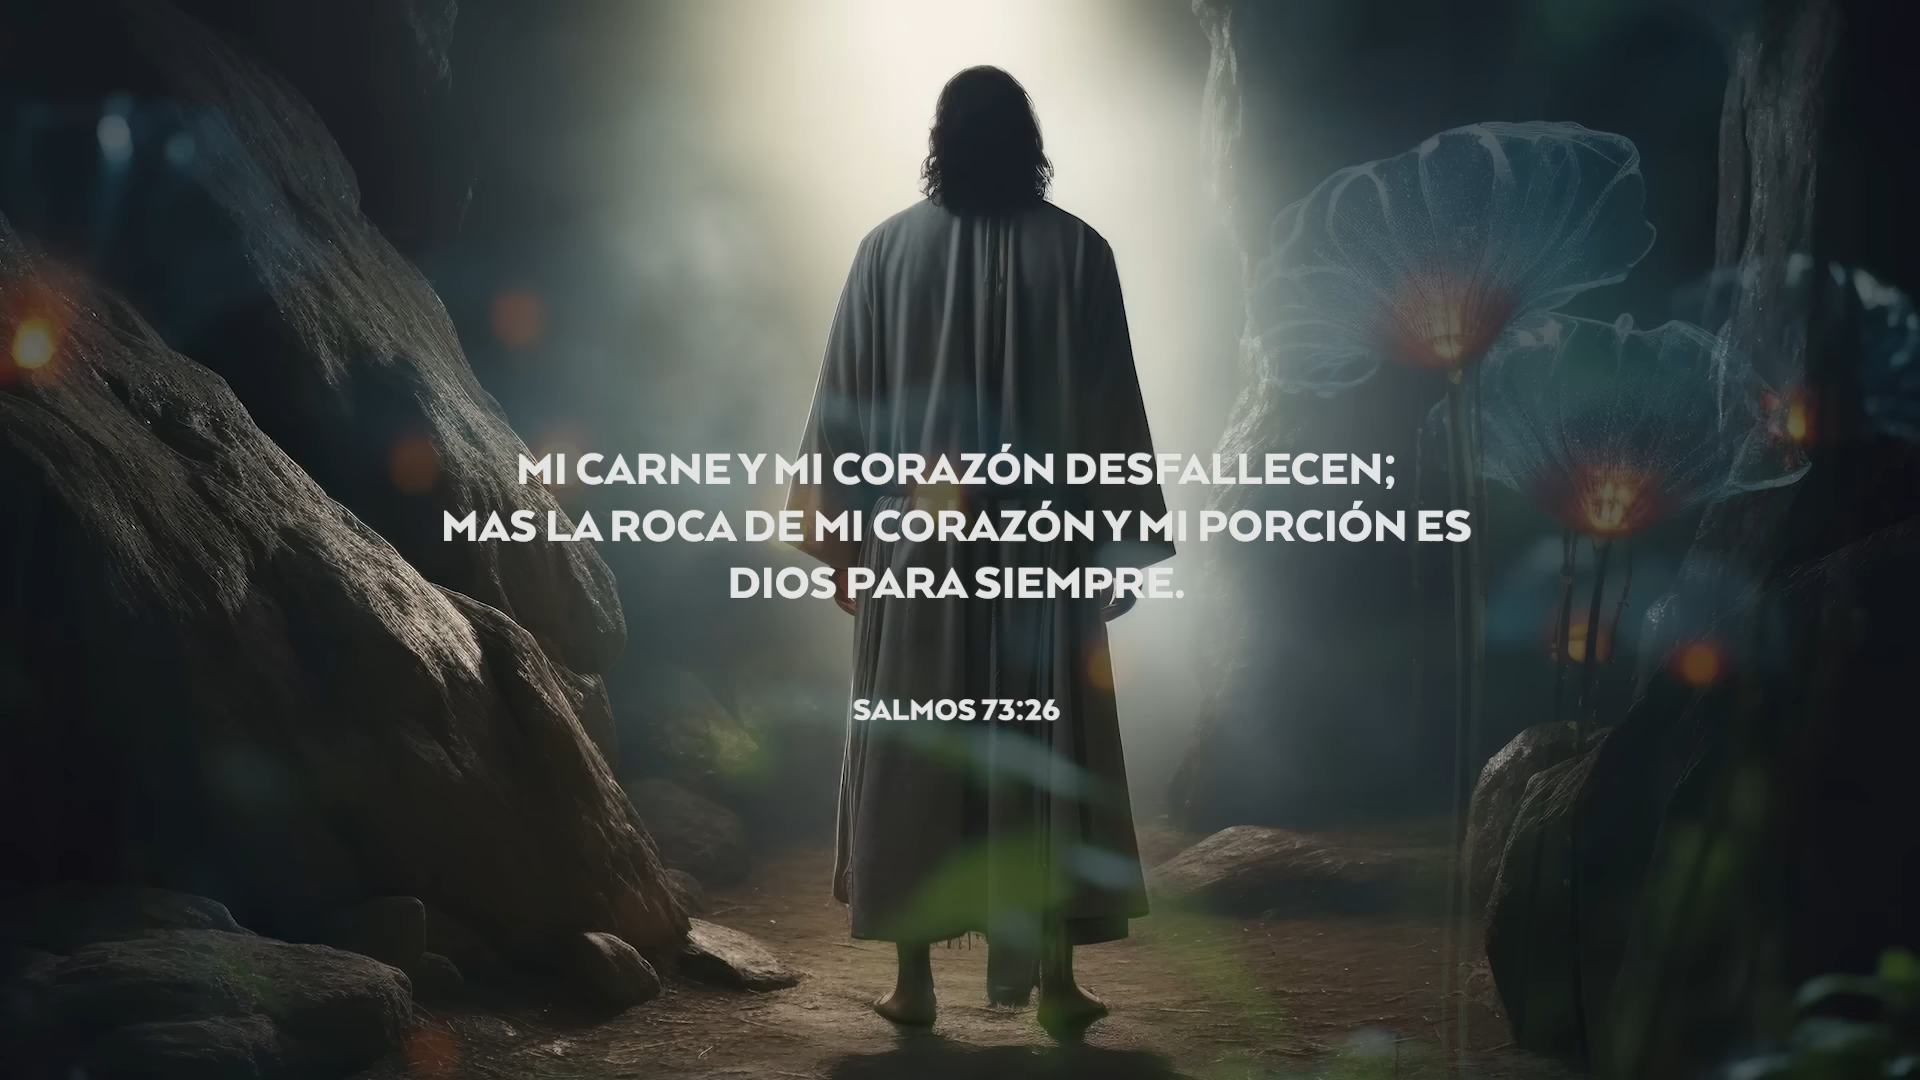 MI CARNE Y MI CORAZÓN DESFALLECEN;
MAS LA ROCA DE MI CORAZÓN Y MI PORCIÓN ES
DIOS PARA SIEMPRE.
SALMOS 73:26